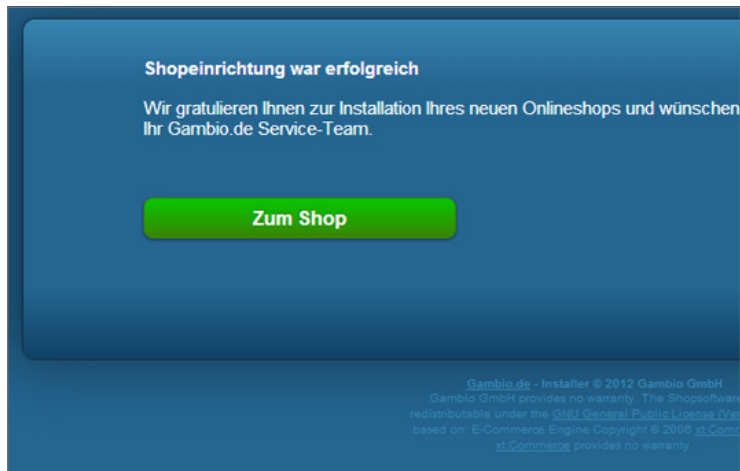 Shopeinrichtung war erfolgreich
Wir gratulieren Ihnen zur Installation Ihres neuen Onlineshops und wünschen
Ihr Gambio.de Service-Team.
Zum Shop
Gambio.de - Installer © 2012 Gambio GmbH
Gambio GmbH provides no warranty. The Shopsoftware
redistributable under the GNU General Public License
based on: E-Commerce Engine Copyright © 2006
xt:Commerce provides no warranty.